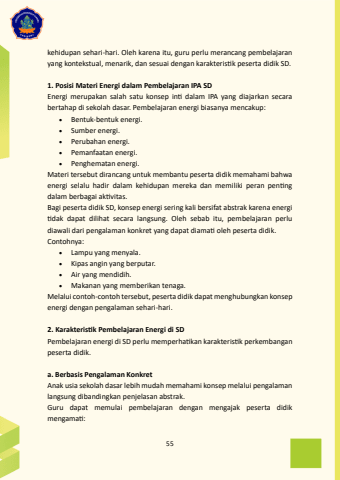 kehidupan sehari-hari. Oleh karena itu, guru perlu merancang pembelajaran
yang kontekstual, menarik, dan sesuai dengan karakteristik peserta didik SD.
1. Posisi Materi Energi dalam Pembelajaran IPA SD
Energi merupakan salah satu konsep inti dalam IPA yang diajarkan secara
bertahap di sekolah dasar. Pembelajaran energi biasanya mencakup:
• Bentuk-bentuk energi.
• Sumber energi.
• Perubahan energi.
• Pemanfaatan energi.
• Penghematan energi.
Materi tersebut dirancang untuk membantu peserta didik memahami bahwa
energi selalu hadir dalam kehidupan mereka dan memiliki peran penting
dalam berbagai aktivitas.
Bagi peserta didik SD, konsep energi sering kali bersifat abstrak karena energi
tidak dapat dilihat secara langsung. Oleh sebab itu, pembelajaran perlu
diawali dari pengalaman konkret yang dapat diamati oleh peserta didik.
Contohnya:
• Lampu yang menyala.
• Kipas angin yang berputar.
• Air yang mendidih.
• Makanan yang memberikan tenaga.
Melalui contoh-contoh tersebut, peserta didik dapat menghubungkan konsep
energi dengan pengalaman sehari-hari.
2. Karakteristik Pembelajaran Energi di SD
Pembelajaran energi di SD perlu memperhatikan karakteristik perkembangan
peserta didik.
a. Berbasis Pengalaman Konkret
Anak usia sekolah dasar lebih mudah memahami konsep melalui pengalaman
langsung dibandingkan penjelasan abstrak.
Guru dapat memulai pembelajaran dengan mengajak peserta didik
mengamati:
55